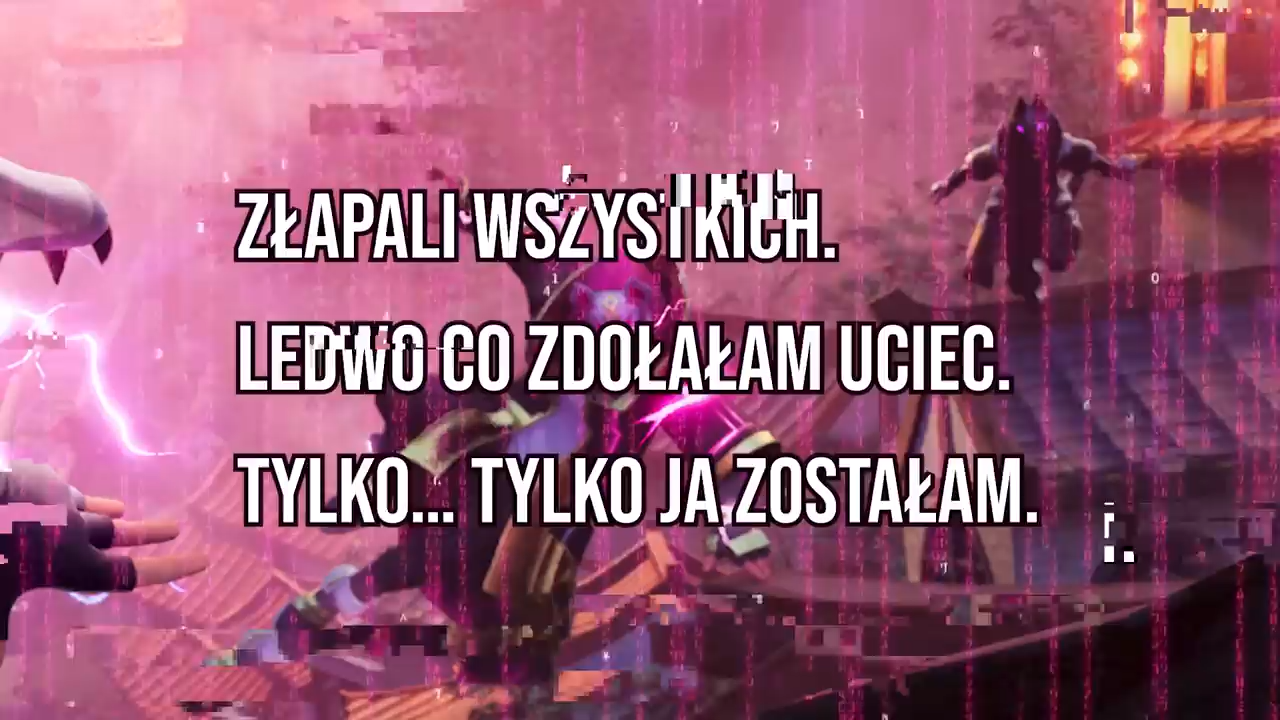 ZŁAPALI WSZYSTKICH.
LEDWO CO ZDOŁAŁAM UCIEC.
TYLKO... TYLKO JA ZOSTAŁAM.